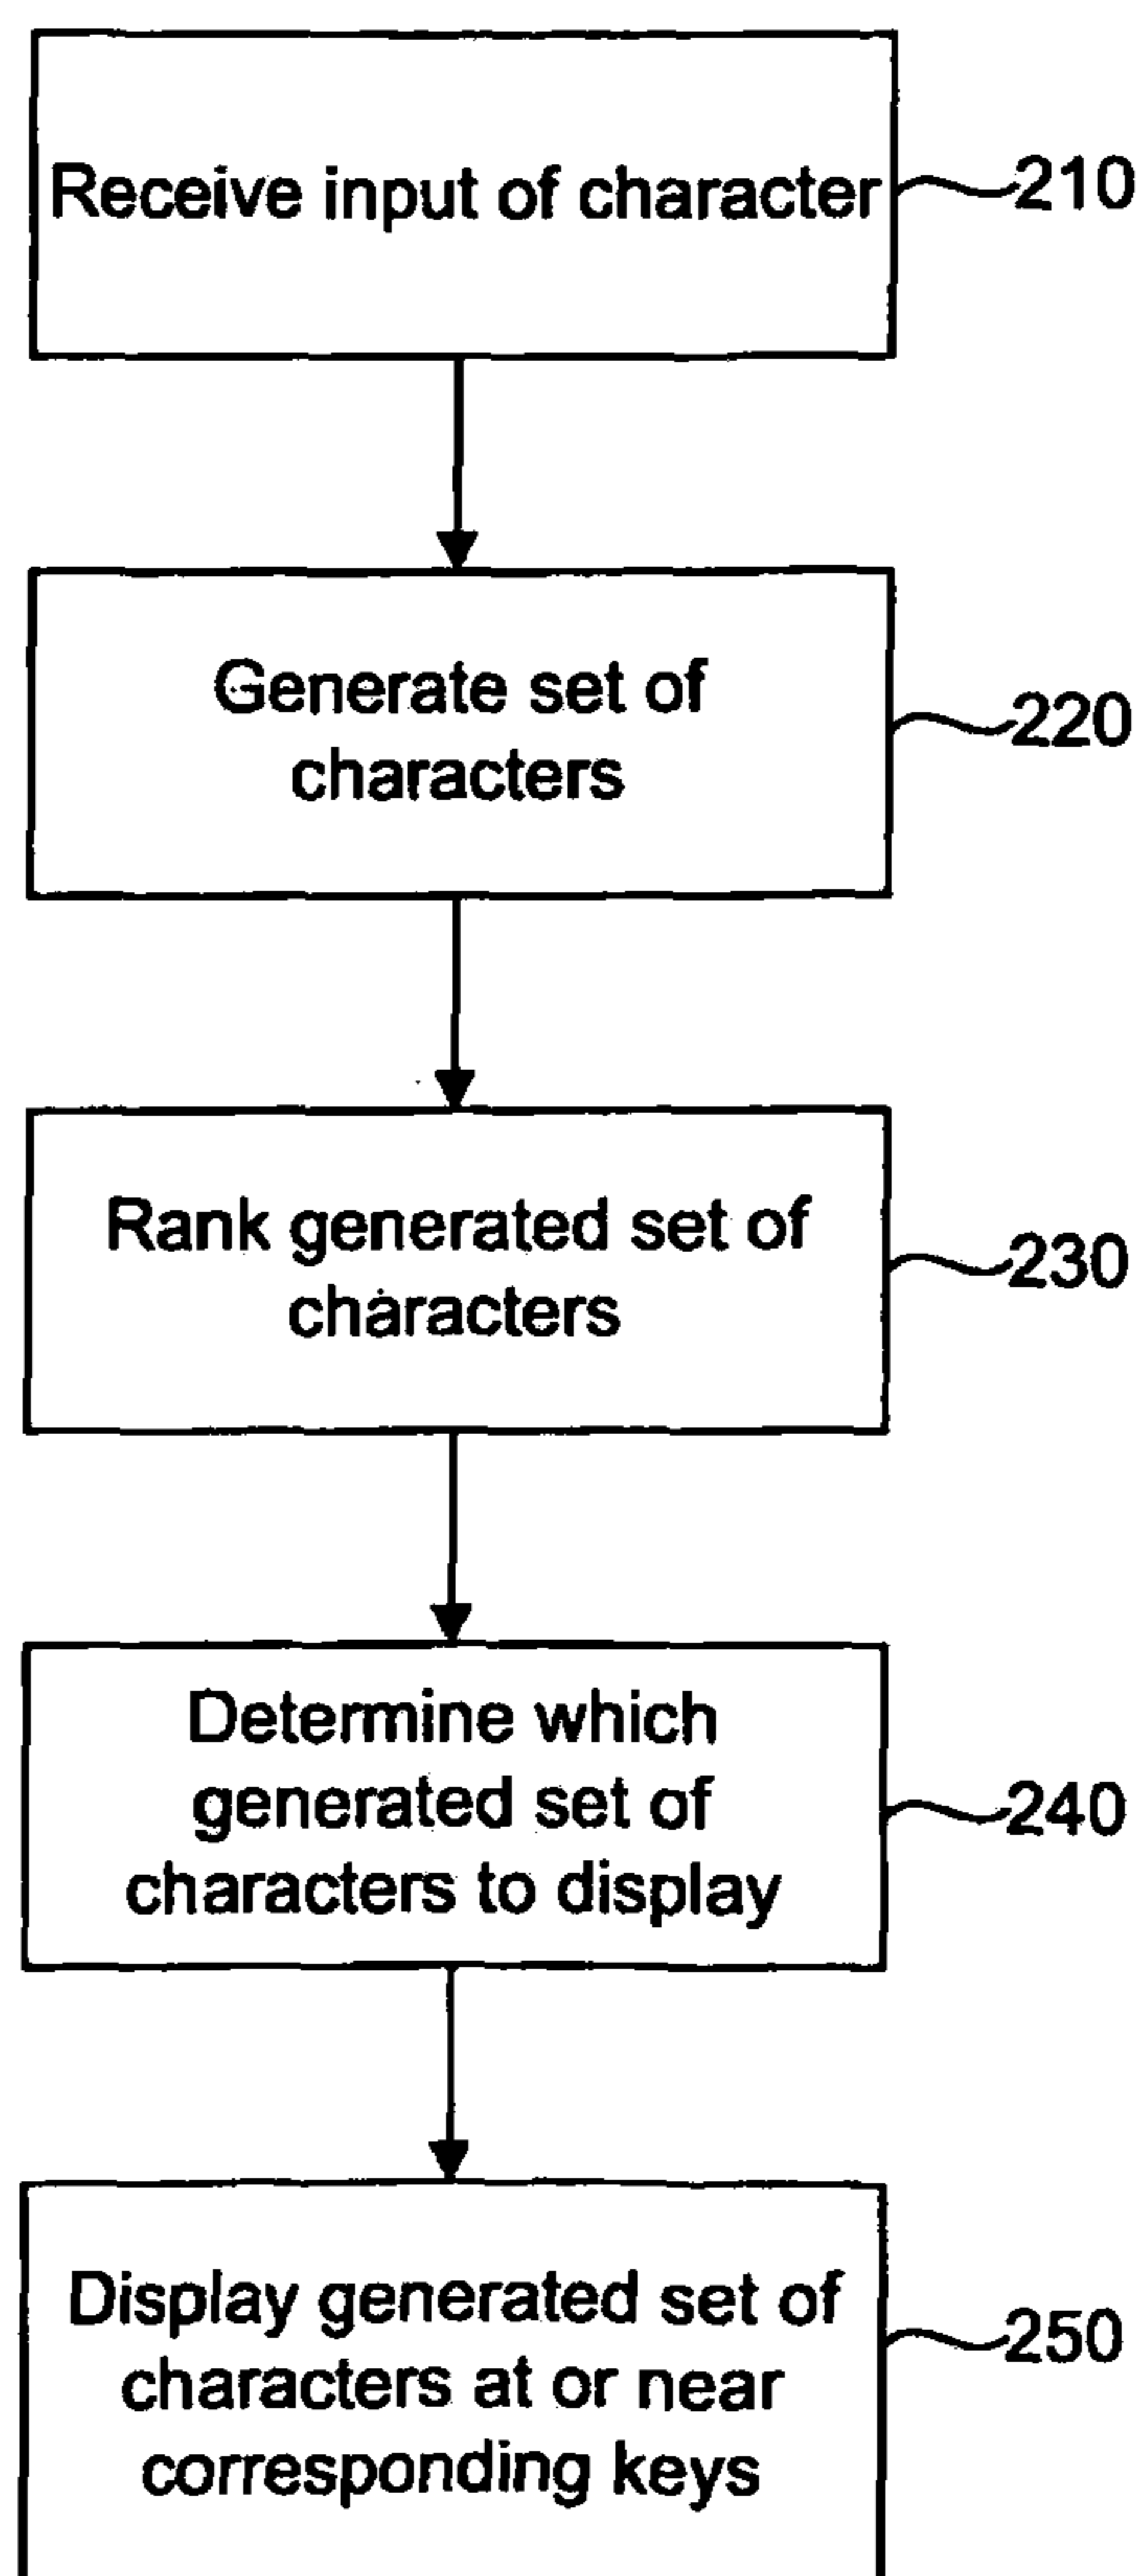 Receive input of character
210
Generate set of
characters
220
Rank generated set of
characters
230
Determine which
generated set of
characters to display
240
Display generated set of
characters at or near
corresponding keys
250